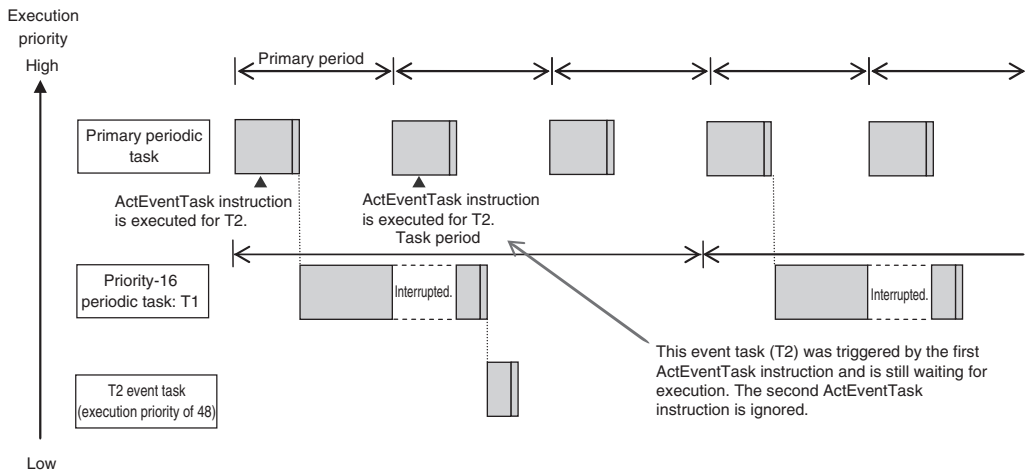 Execution
priority
High
Primary period
Primary periodic
task
ActEventTask instruction
is executed for T2.
ActEventTask instruction
is executed for T2.
Task period
Priority-16
periodic task: T1
Interrupted.
Interrupted.
This event task (T2) was triggered by the first
ActEventTask instruction and is still waiting for
execution. The second ActEventTask
instruction is ignored.
T2 event task
(execution priority of 48)
Low